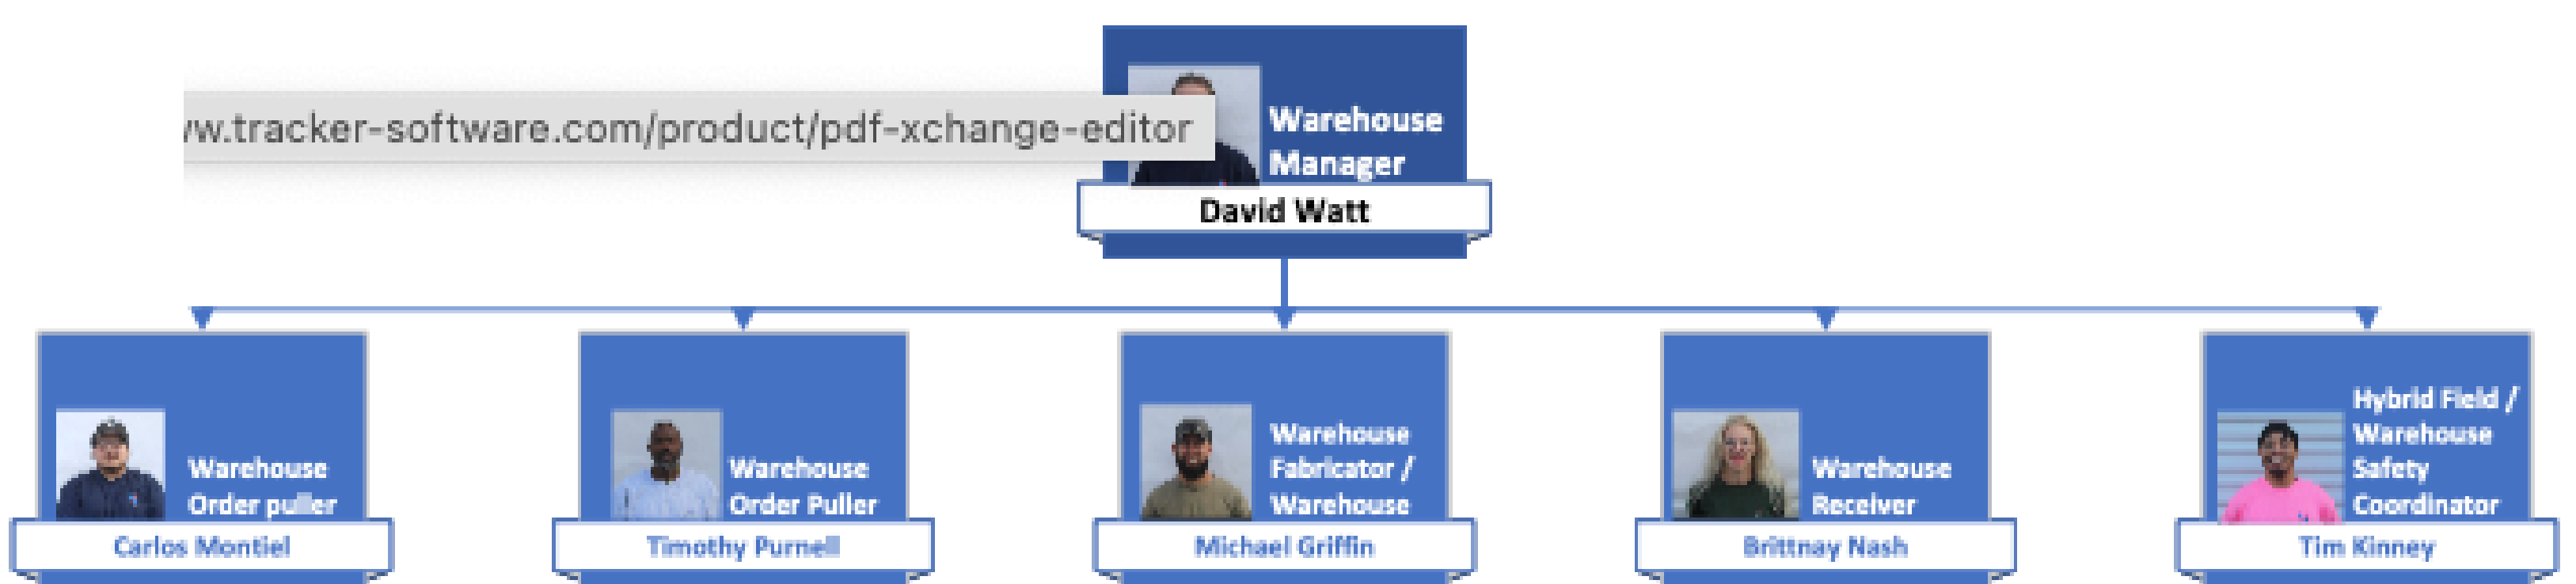 ww.tracker-software.com/product/pdf-xchange-editor
Warehouse
Manager
David Watt
Warehouse
Order puller
Carlos Montiel
Warehouse
Order Puller
Timothy Purnell
Warehouse
Fabricator /
Warehouse
Michael Griffin
Warehouse
Receiver
Brittnay Nash
Hybrid Field /
Warehouse
Safety
Coordinator
Tim Kinney